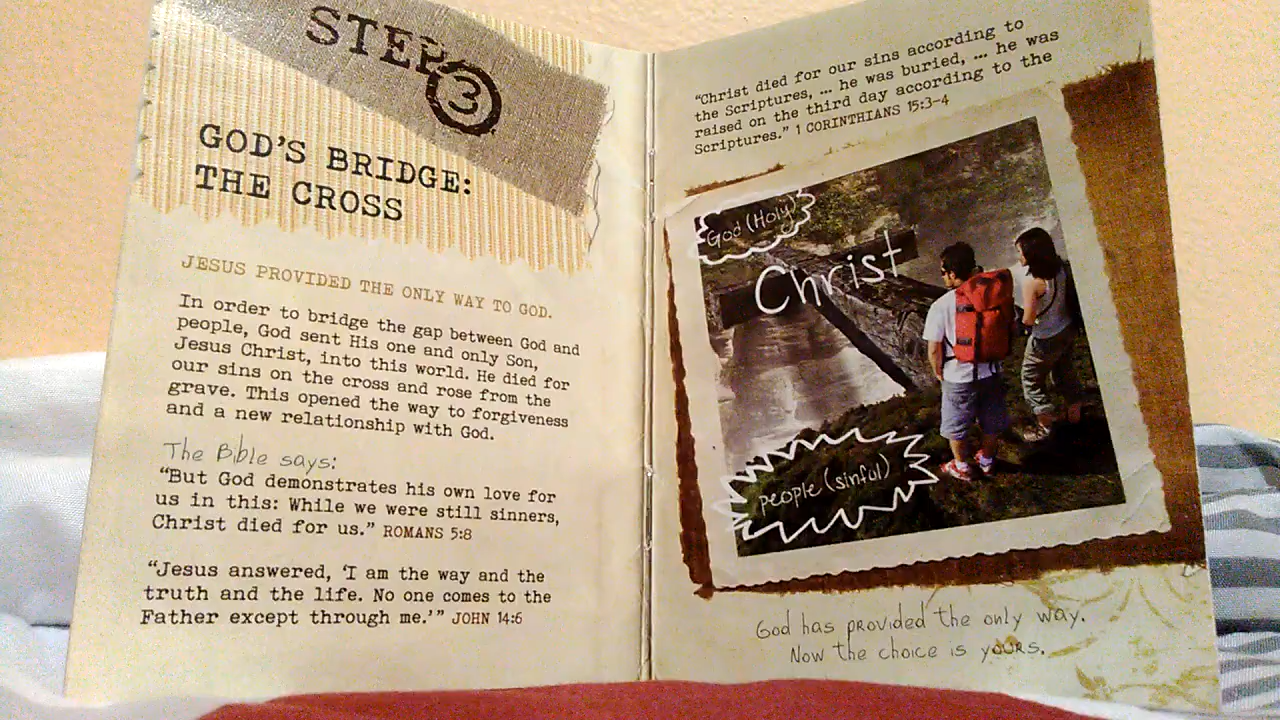 STEP 3
GOD'S BRIDGE:
THE CROSS
JESUS PROVIDED THE ONLY WAY TO GOD.
In order to bridge the gap between God and
people, God sent His one and only Son,
Jesus Christ, into this world. He died for
our sins on the cross and rose from the
grave. This opened the way to forgiveness
and a new relationship with God.
The Bible says:
"But God demonstrates his own love for
us in this: While we were still sinners,
Christ died for us." ROMANS 5:8
"Jesus answered, 'I am the way and the
truth and the life. No one comes to the
Father except through me.'" JOHN 14:6
"Christ died for our sins according to
the Scriptures, … he was buried, … he was
raised on the third day according to the
Scriptures." 1 CORINTHIANS 15:3–4
God (Holy)
Christ
people (sinful)
God has provided the only way.
Now the choice is yours.